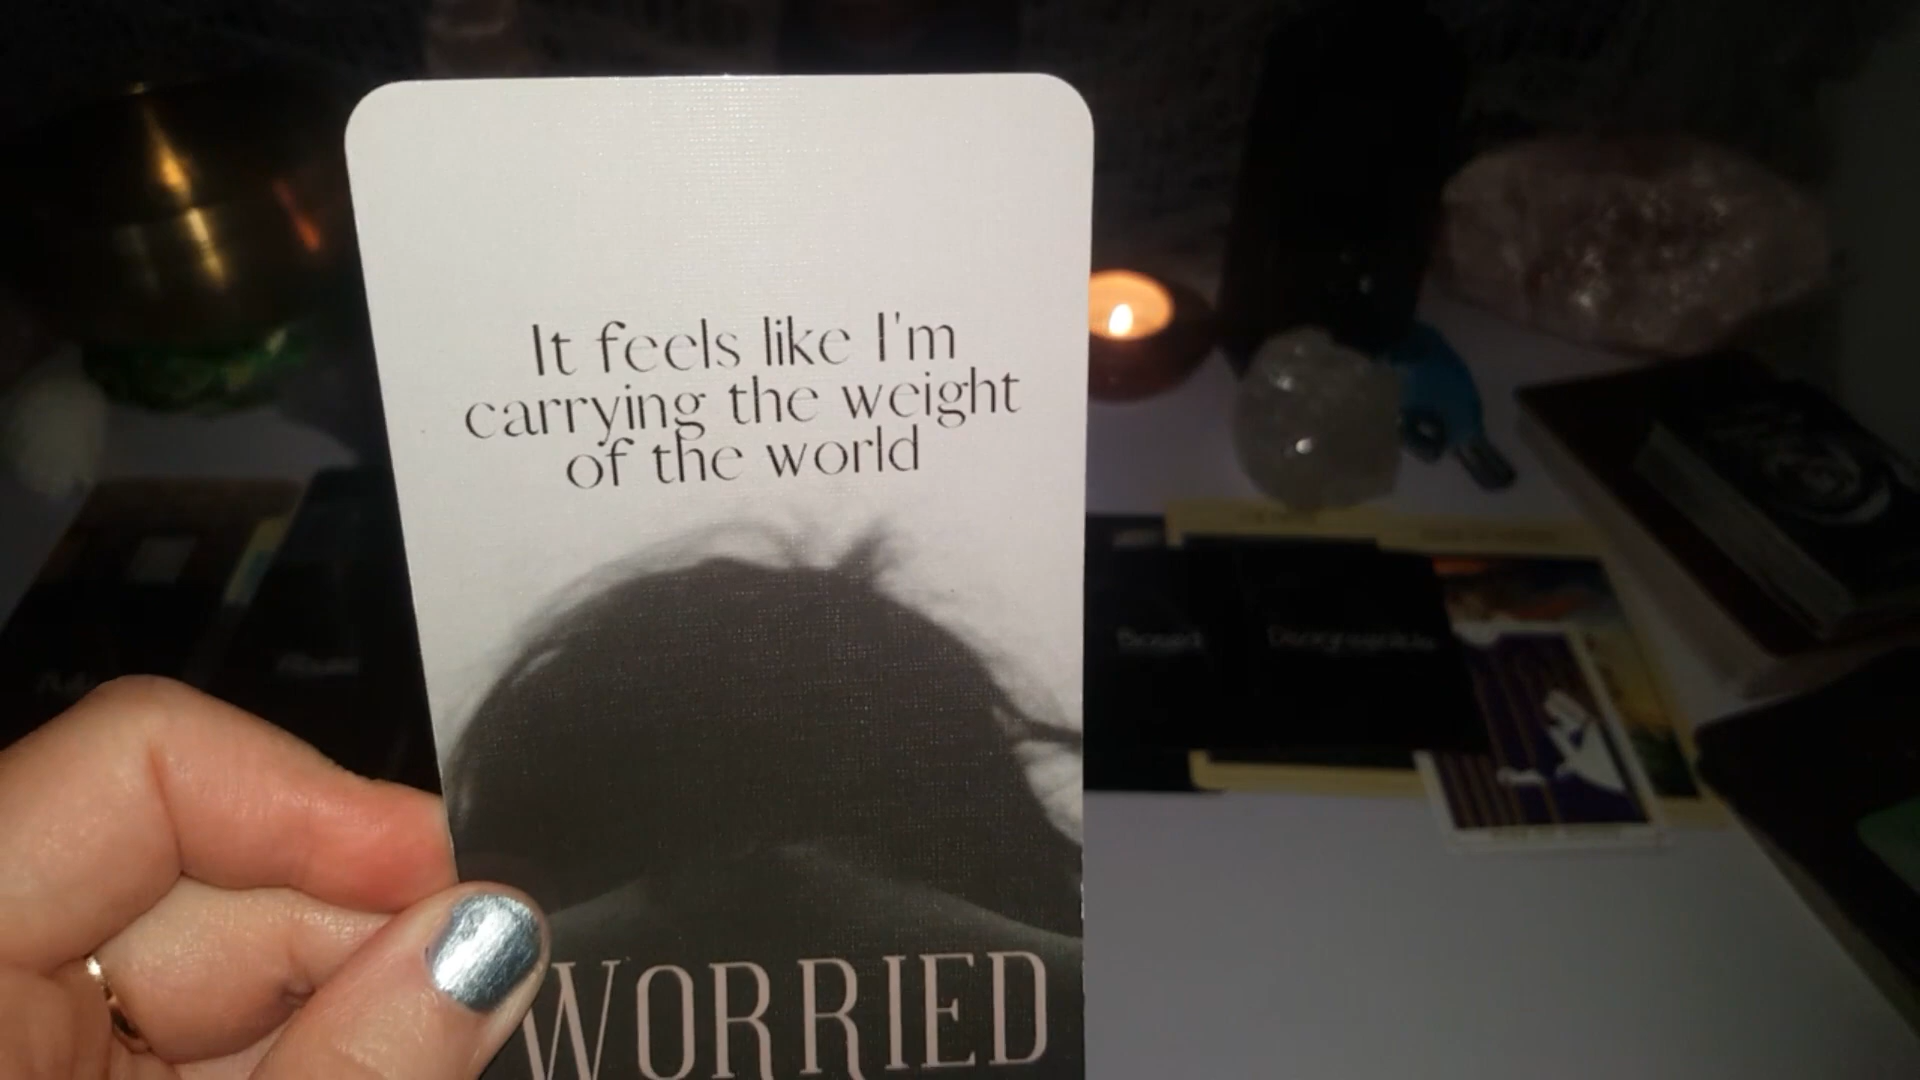 It feels like I'm
carrying the weight
of the world
WORRIED